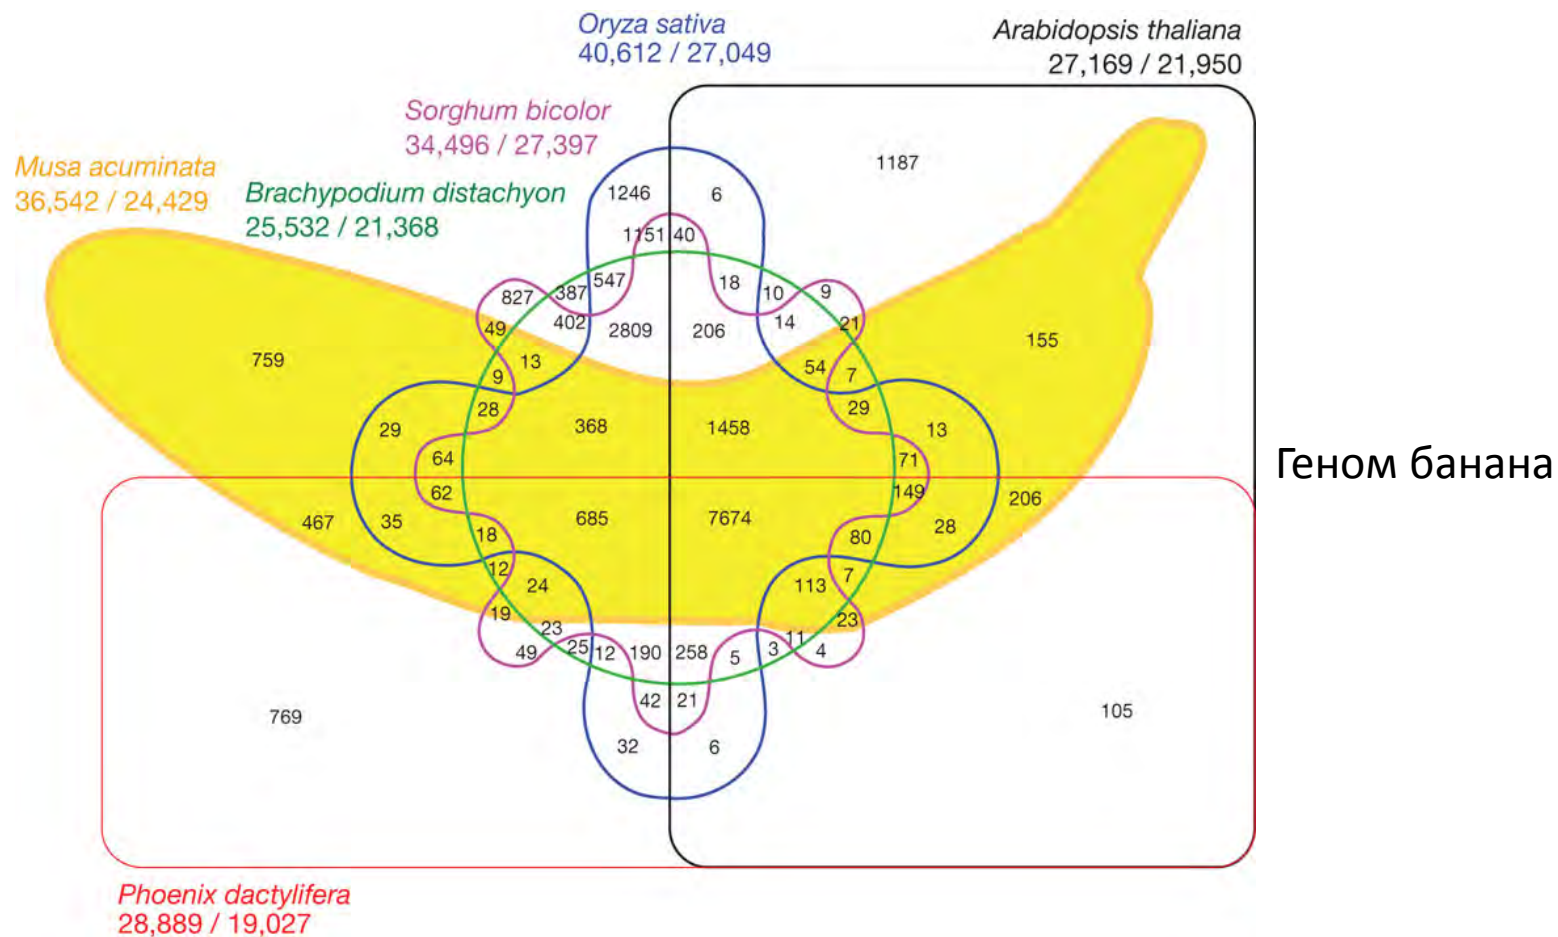 Oryza sativa
40,612 / 27,049
Arabidopsis thaliana
27,169 / 21,950
Sorghum bicolor
34,496 / 27,397
Musa acuminata
36,542 / 24,429
Brachypodium distachyon
25,532 / 21,368
1187
1246 6
1151 40
827 387 547 18 10 9
49 402 2809 206 14 21
759 13 155
9 54 7
28 29
29 368 1458 13
64 71
Геном банана
62 149
467 35 685 7674 28 206
18 80
12 24 113 7
19 23
23 11
49 25 12 190 258 5 3 4
42 21
769 105
32 6
Phoenix dactylifera
28,889 / 19,027